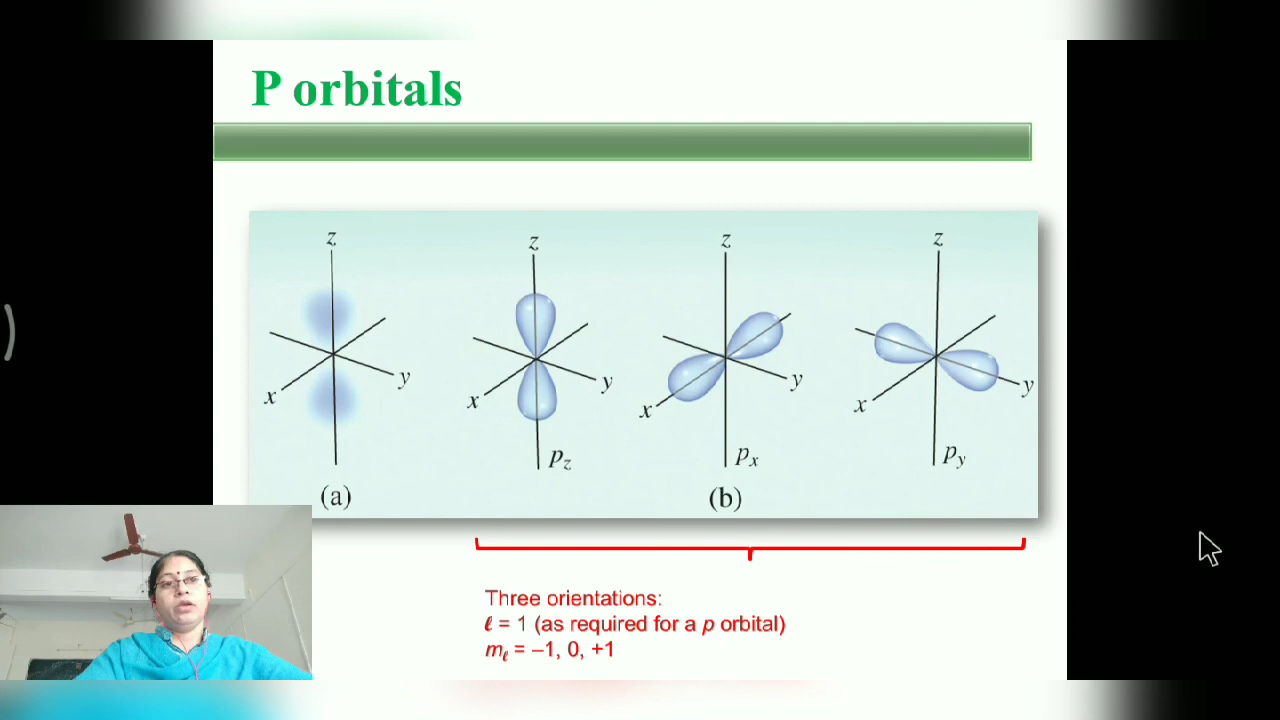 P orbitals
z
z
z
z
x
y
x
y
x
y
x
y
p_z
p_x
p_y
(a)
(b)
Three orientations:
ℓ = 1 (as required for a p orbital)
m_ℓ = –1, 0, +1